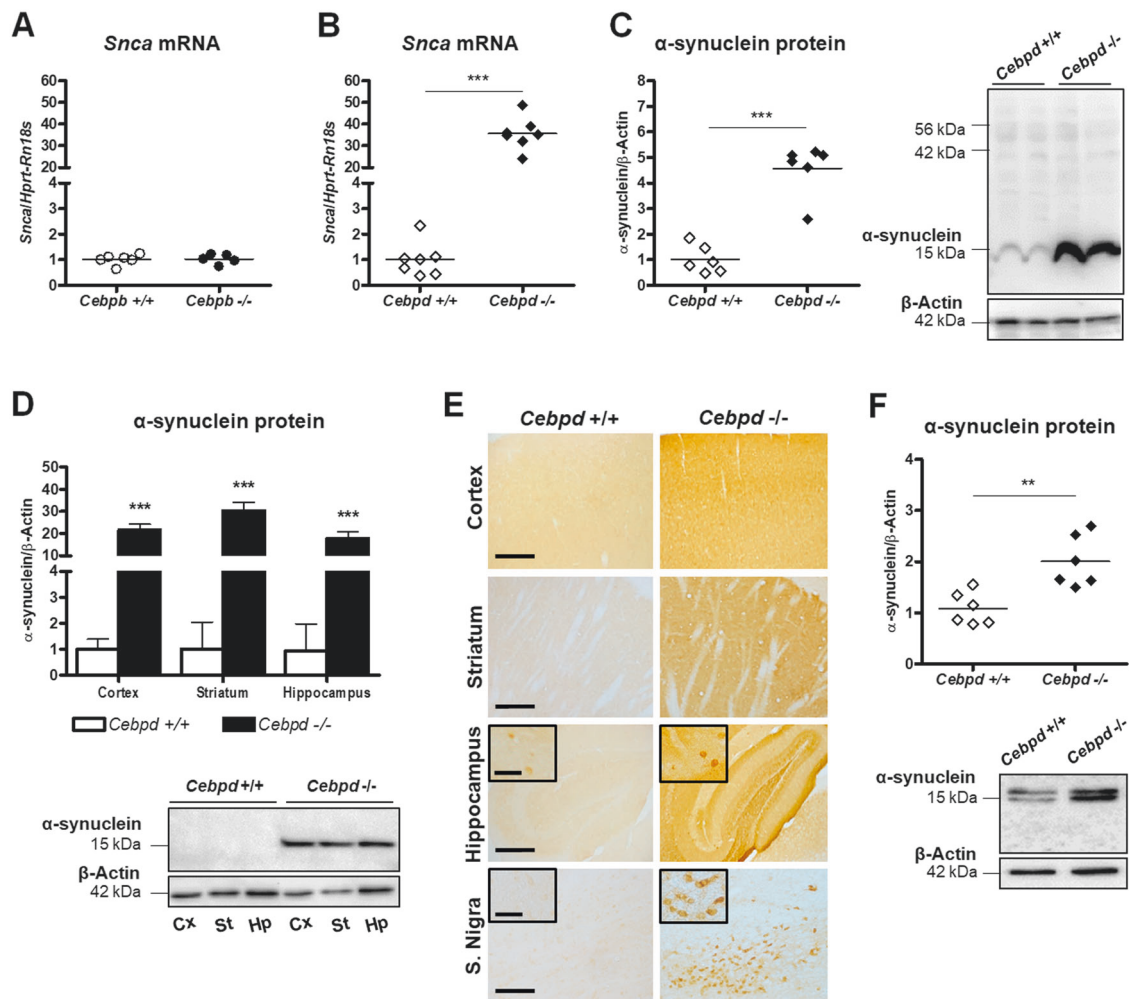 A
Snca mRNA
Snca/Hprt-Rn18s
60
50
40
30
20
10
4
3
2
1
0
Cebpb +/+
Cebpb -/-
B
Snca mRNA
***
Snca/Hprt-Rn18s
60
50
40
30
20
10
4
3
2
1
0
Cebpd +/+
Cebpd -/-
C
α-synuclein protein
***
α-synuclein/β-Actin
8
7
6
5
4
3
2
1
0
Cebpd +/+
Cebpd -/-
Cebpd +/+
Cebpd -/-
56 kDa
42 kDa
α-synuclein
15 kDa
β-Actin
42 kDa
D
α-synuclein protein
α-synuclein/β-Actin
50
40
30
20
10
4
3
2
1
0
***
***
***
Cortex
Striatum
Hippocampus
Cebpd +/+
Cebpd -/-
Cebpd +/+
Cebpd -/-
α-synuclein
15 kDa
β-Actin
42 kDa
Cx
St
Hp
Cx
St
Hp
E
Cebpd +/+
Cebpd -/-
Cortex
Striatum
Hippocampus
S. Nigra
F
α-synuclein protein
**
α-synuclein/β-Actin
4
3
2
1
0
Cebpd +/+
Cebpd -/-
Cebpd +/+
Cebpd -/-
α-synuclein
15 kDa
β-Actin
42 kDa